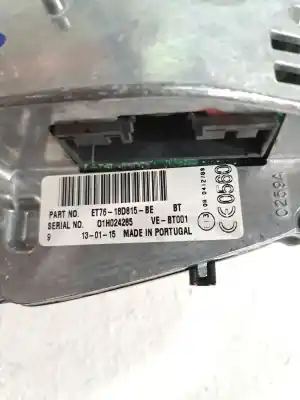 PART NO. ET76-18D815-BE BT
SERIAL NO. 01H024265 VE-BT001
9 13-01-15 MADE IN PORTUGAL
CE0560
0259A